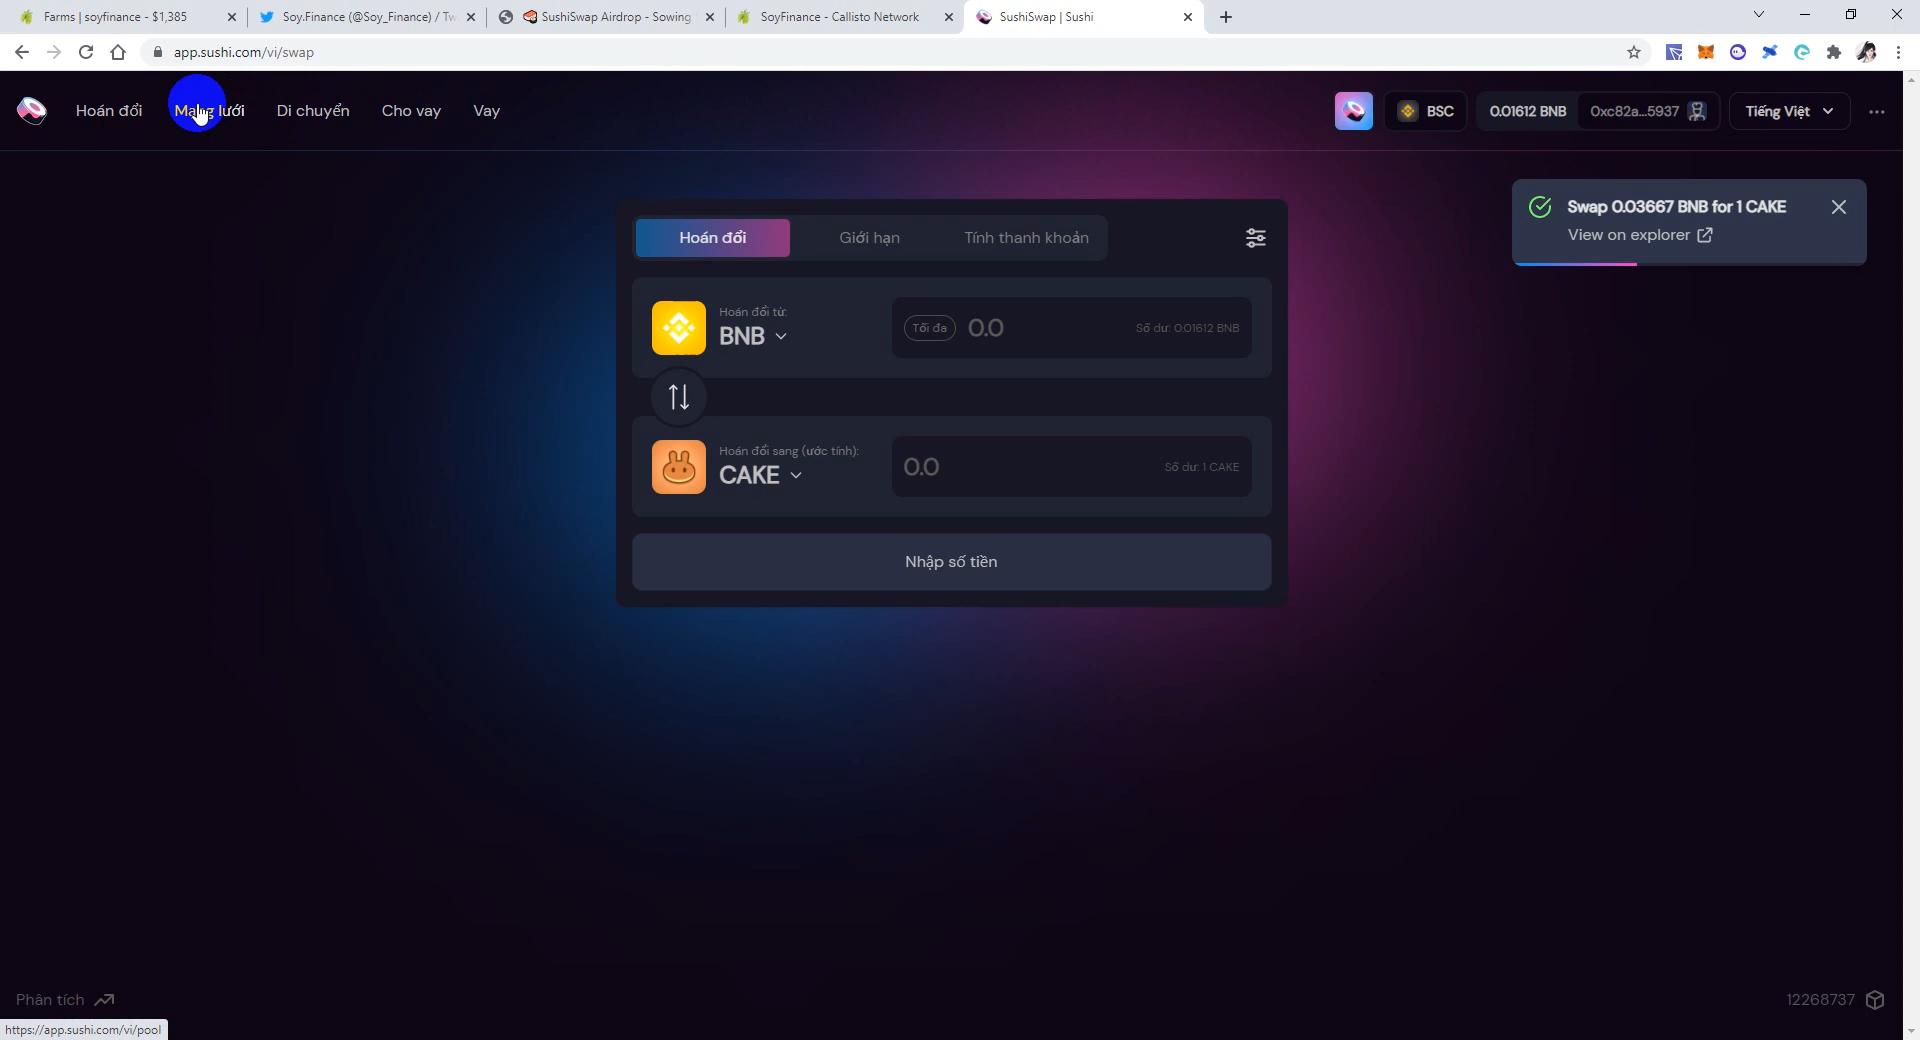 Farms | soyfinance - $1,385
Soy.Finance (@Soy_Finance) / Tw
SushiSwap Airdrop - Sowing
SoyFinance - Callisto Network
SushiSwap | Sushi
app.sushi.com/vi/swap
Hoán đổi
Mạng lưới
Di chuyển
Cho vay
Vay
BSC
0.01612 BNB
0xc82a...5937
Tiếng Việt
Swap 0.03667 BNB for 1 CAKE
View on explorer
Hoán đổi
Giới hạn
Tính thanh khoản
Hoán đổi từ:
BNB
Tối đa
0.0
Số dư: 0.01612 BNB
Hoán đổi sang (ước tính):
CAKE
0.0
Số dư: 1 CAKE
Nhập số tiền
Phân tích
12268737
https://app.sushi.com/vi/pool